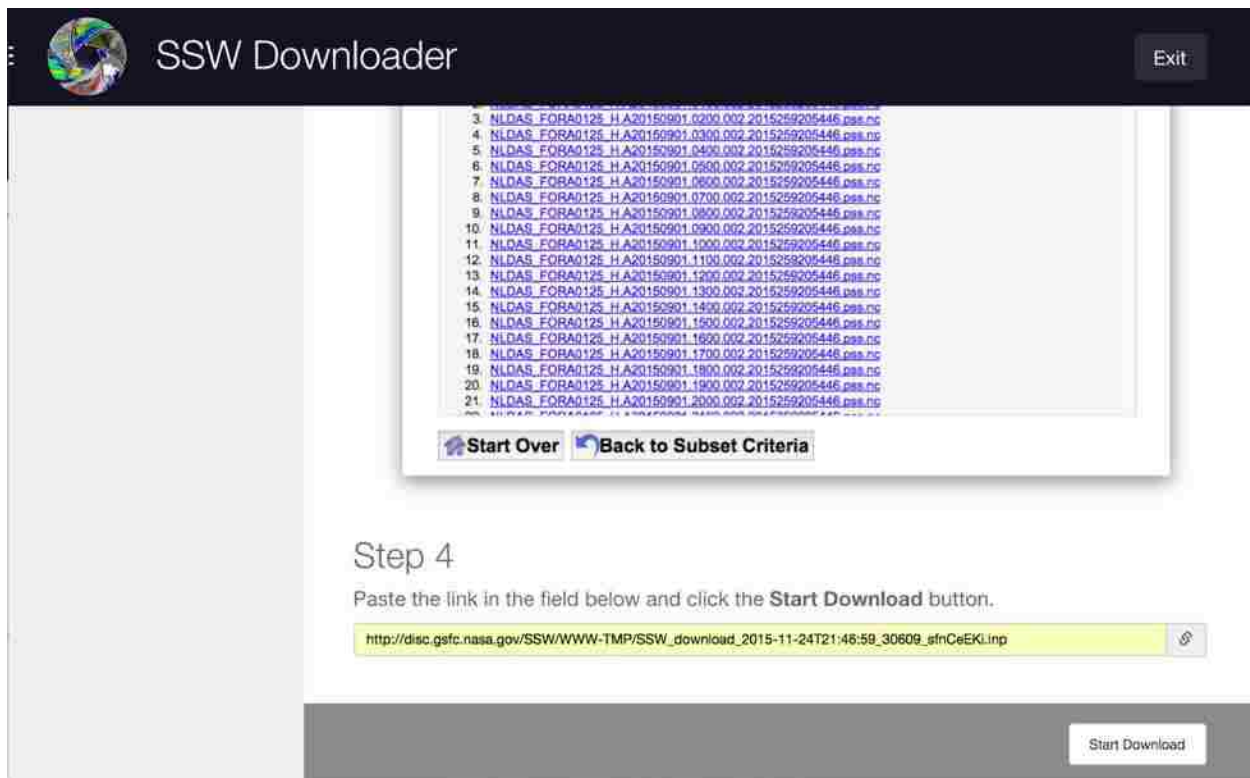 SSW Downloader
Exit
3. NLDAS_FORA0125_H.A20150901.0200.002.2015259205446.pss.nc
4. NLDAS_FORA0125_H.A20150901.0300.002.2015259205446.pss.nc
5. NLDAS_FORA0125_H.A20150901.0400.002.2015259205446.pss.nc
6. NLDAS_FORA0125_H.A20150901.0500.002.2015259205446.pss.nc
7. NLDAS_FORA0125_H.A20150901.0600.002.2015259205446.pss.nc
8. NLDAS_FORA0125_H.A20150901.0700.002.2015259205446.pss.nc
9. NLDAS_FORA0125_H.A20150901.0800.002.2015259205446.pss.nc
10. NLDAS_FORA0125_H.A20150901.0900.002.2015259205446.pss.nc
11. NLDAS_FORA0125_H.A20150901.1000.002.2015259205446.pss.nc
12. NLDAS_FORA0125_H.A20150901.1100.002.2015259205446.pss.nc
13. NLDAS_FORA0125_H.A20150901.1200.002.2015259205446.pss.nc
14. NLDAS_FORA0125_H.A20150901.1300.002.2015259205446.pss.nc
15. NLDAS_FORA0125_H.A20150901.1400.002.2015259205446.pss.nc
16. NLDAS_FORA0125_H.A20150901.1500.002.2015259205446.pss.nc
17. NLDAS_FORA0125_H.A20150901.1600.002.2015259205446.pss.nc
18. NLDAS_FORA0125_H.A20150901.1700.002.2015259205446.pss.nc
19. NLDAS_FORA0125_H.A20150901.1800.002.2015259205446.pss.nc
20. NLDAS_FORA0125_H.A20150901.1900.002.2015259205446.pss.nc
21. NLDAS_FORA0125_H.A20150901.2000.002.2015259205446.pss.nc
Start Over Back to Subset Criteria
Step 4
Paste the link in the field below and click the Start Download button.
http://disc.gsfc.nasa.gov/SSW/WWW-TMP/SSW_download_2015-11-24T21:46:59_30609_sfnCeEKi.inp
Start Download